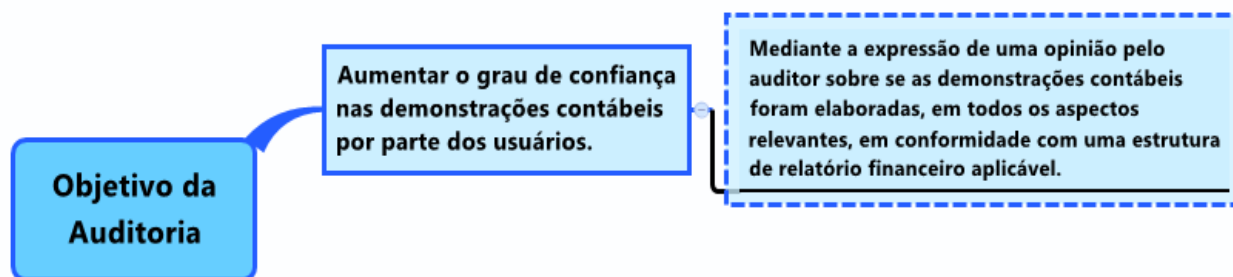 Objetivo da
Auditoria
Aumentar o grau de confiança
nas demonstrações contábeis
por parte dos usuários.
Mediante a expressão de uma opinião pelo
auditor sobre se as demonstrações contábeis
foram elaboradas, em todos os aspectos
relevantes, em conformidade com uma estrutura
de relatório financeiro aplicável.